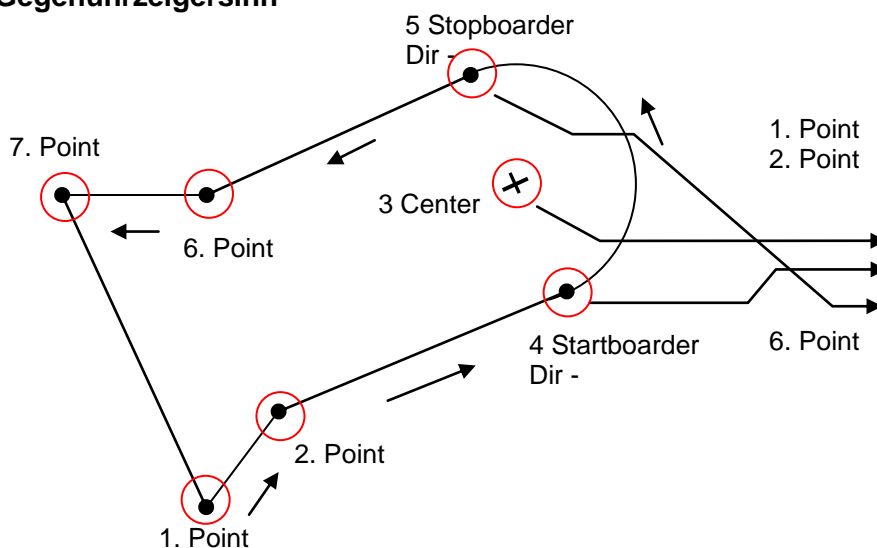 Gegenuhrzeigersinn
5 Stopboarder
Dir -
1. Point
2. Point
7. Point
3 Center
6. Point
4 Startboarder
Dir -
6. Point
2. Point
1. Point